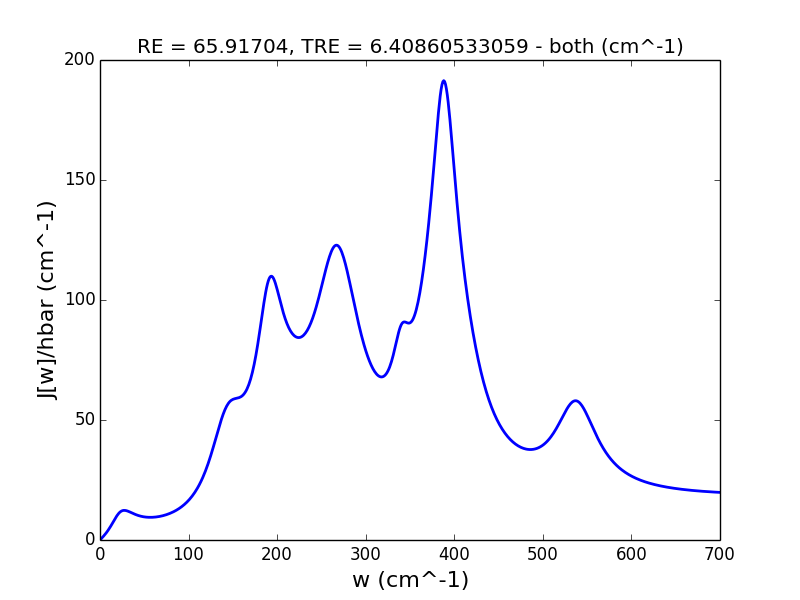 RE = 65.91704, TRE = 6.40860533059 - both (cm^-1)
200
150
100
50
0
J[w]/hbar (cm^-1)
0 100 200 300 400 500 600 700
w (cm^-1)